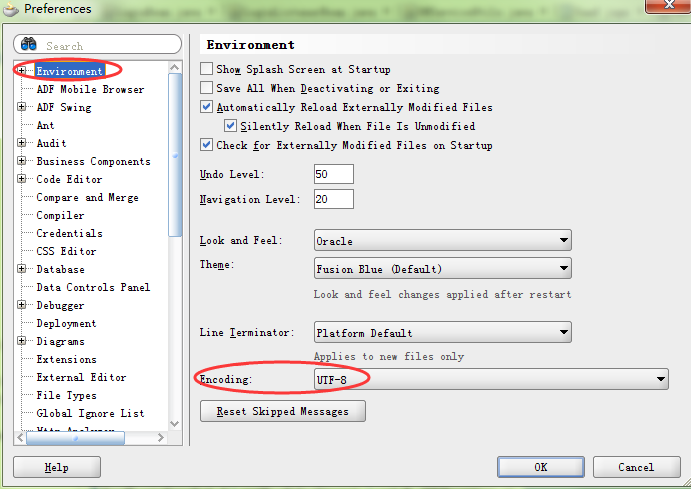 Preferences
Search
Environment
ADF Mobile Browser
ADF Swing
Ant
Audit
Business Components
Code Editor
Compare and Merge
Compiler
Credentials
CSS Editor
Database
Data Controls Panel
Debugger
Deployment
Diagrams
Extensions
External Editor
File Types
Global Ignore List
Environment
Show Splash Screen at Startup
Save All When Deactivating or Exiting
Automatically Reload Externally Modified Files
Silently Reload When File Is Unmodified
Check for Externally Modified Files on Startup
Undo Level: 50
Navigation Level: 20
Look and Feel: Oracle
Theme: Fusion Blue (Default)
Look and feel changes applied after restart
Line Terminator: Platform Default
Applies to new files only
Encoding: UTF-8
Reset Skipped Messages
Help
OK
Cancel